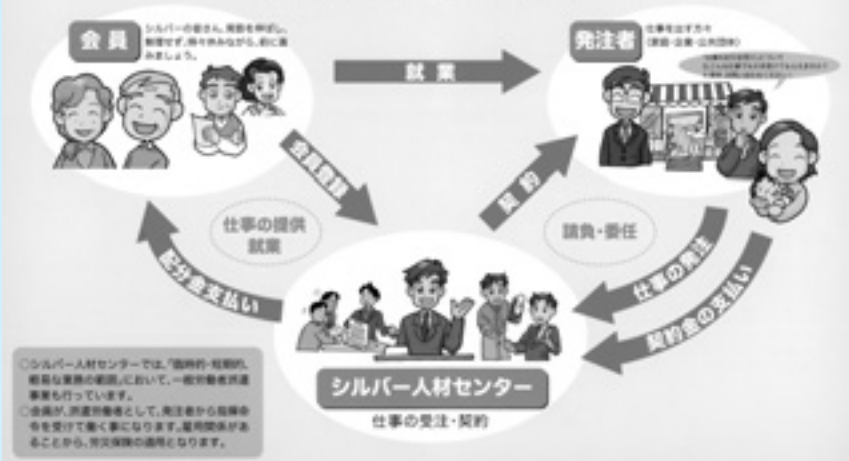 会員
シルバーの皆さん、発想を伸ばし、
無理せず、時々休みながら、前に進
みましょう。
発注者
仕事を出す方々
(家庭・企業・公共団体)
就業
会員登録
契約
仕事の提供
就業
請負・委任
配分金支払い
仕事の発注
契約金の支払い
シルバー人材センター
仕事の受注・契約
○シルバー人材センターでは、「臨時的・短期的、
軽易な業務の範囲」において、一般労働者派遣
事業も行っています。
○会員が、派遣労働者として、発注者から指揮命
令を受けて働く事になります。雇用関係があ
ることから、労災保険の適用となります。